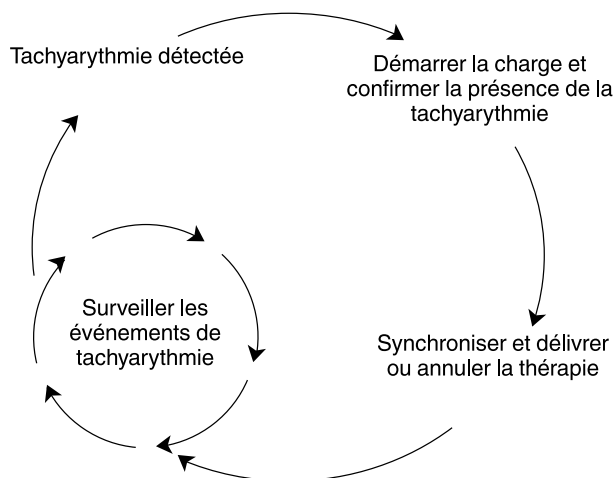 Tachyarythmie détectée
Démarrer la charge et
confirmer la présence de la
tachyarythmie
Surveiller les
événements de
tachyarythmie
Synchroniser et délivrer
ou annuler la thérapie